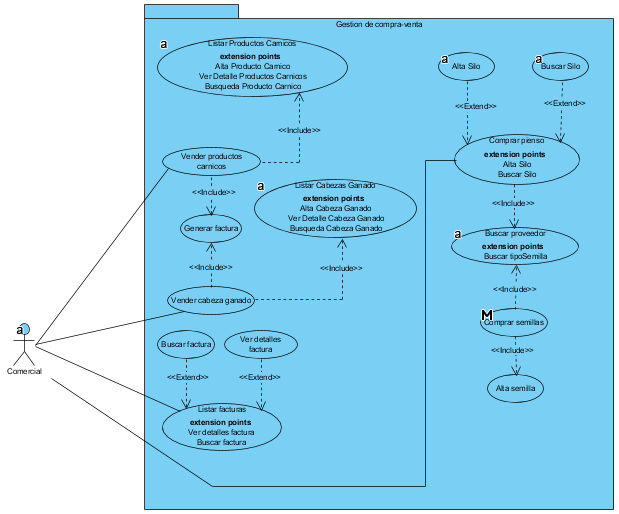 Gestion de compra-venta
a
Listar Productos Carnicos
extension points
Alta Producto Carnico
Ver Detalle Productos Carnicos
Busqueda Producto Carnico
a
Alta Silo
a
Buscar Silo
<<Extend>>
<<Extend>>
<<Include>>
Comprar pienso
extension points
Alta Silo
Buscar Silo
Vender productos
carnicos
<<Include>>
a
Listar Cabezas Ganado
extension points
Alta Cabeza Ganado
Ver Detalle Cabeza Ganado
Busqueda Cabeza Ganado
<<Include>>
Generar factura
a
Buscar proveedor
extension points
Buscar tipoSemilla
<<Include>>
<<Include>>
<<Include>>
Vender cabeza ganado
M
Comprar semillas
a
Comercial
Buscar factura
Ver detalles
factura
<<Include>>
<<Extend>>
<<Extend>>
Alta semilla
Listar facturas
extension points
Ver detalles factura
Buscar factura